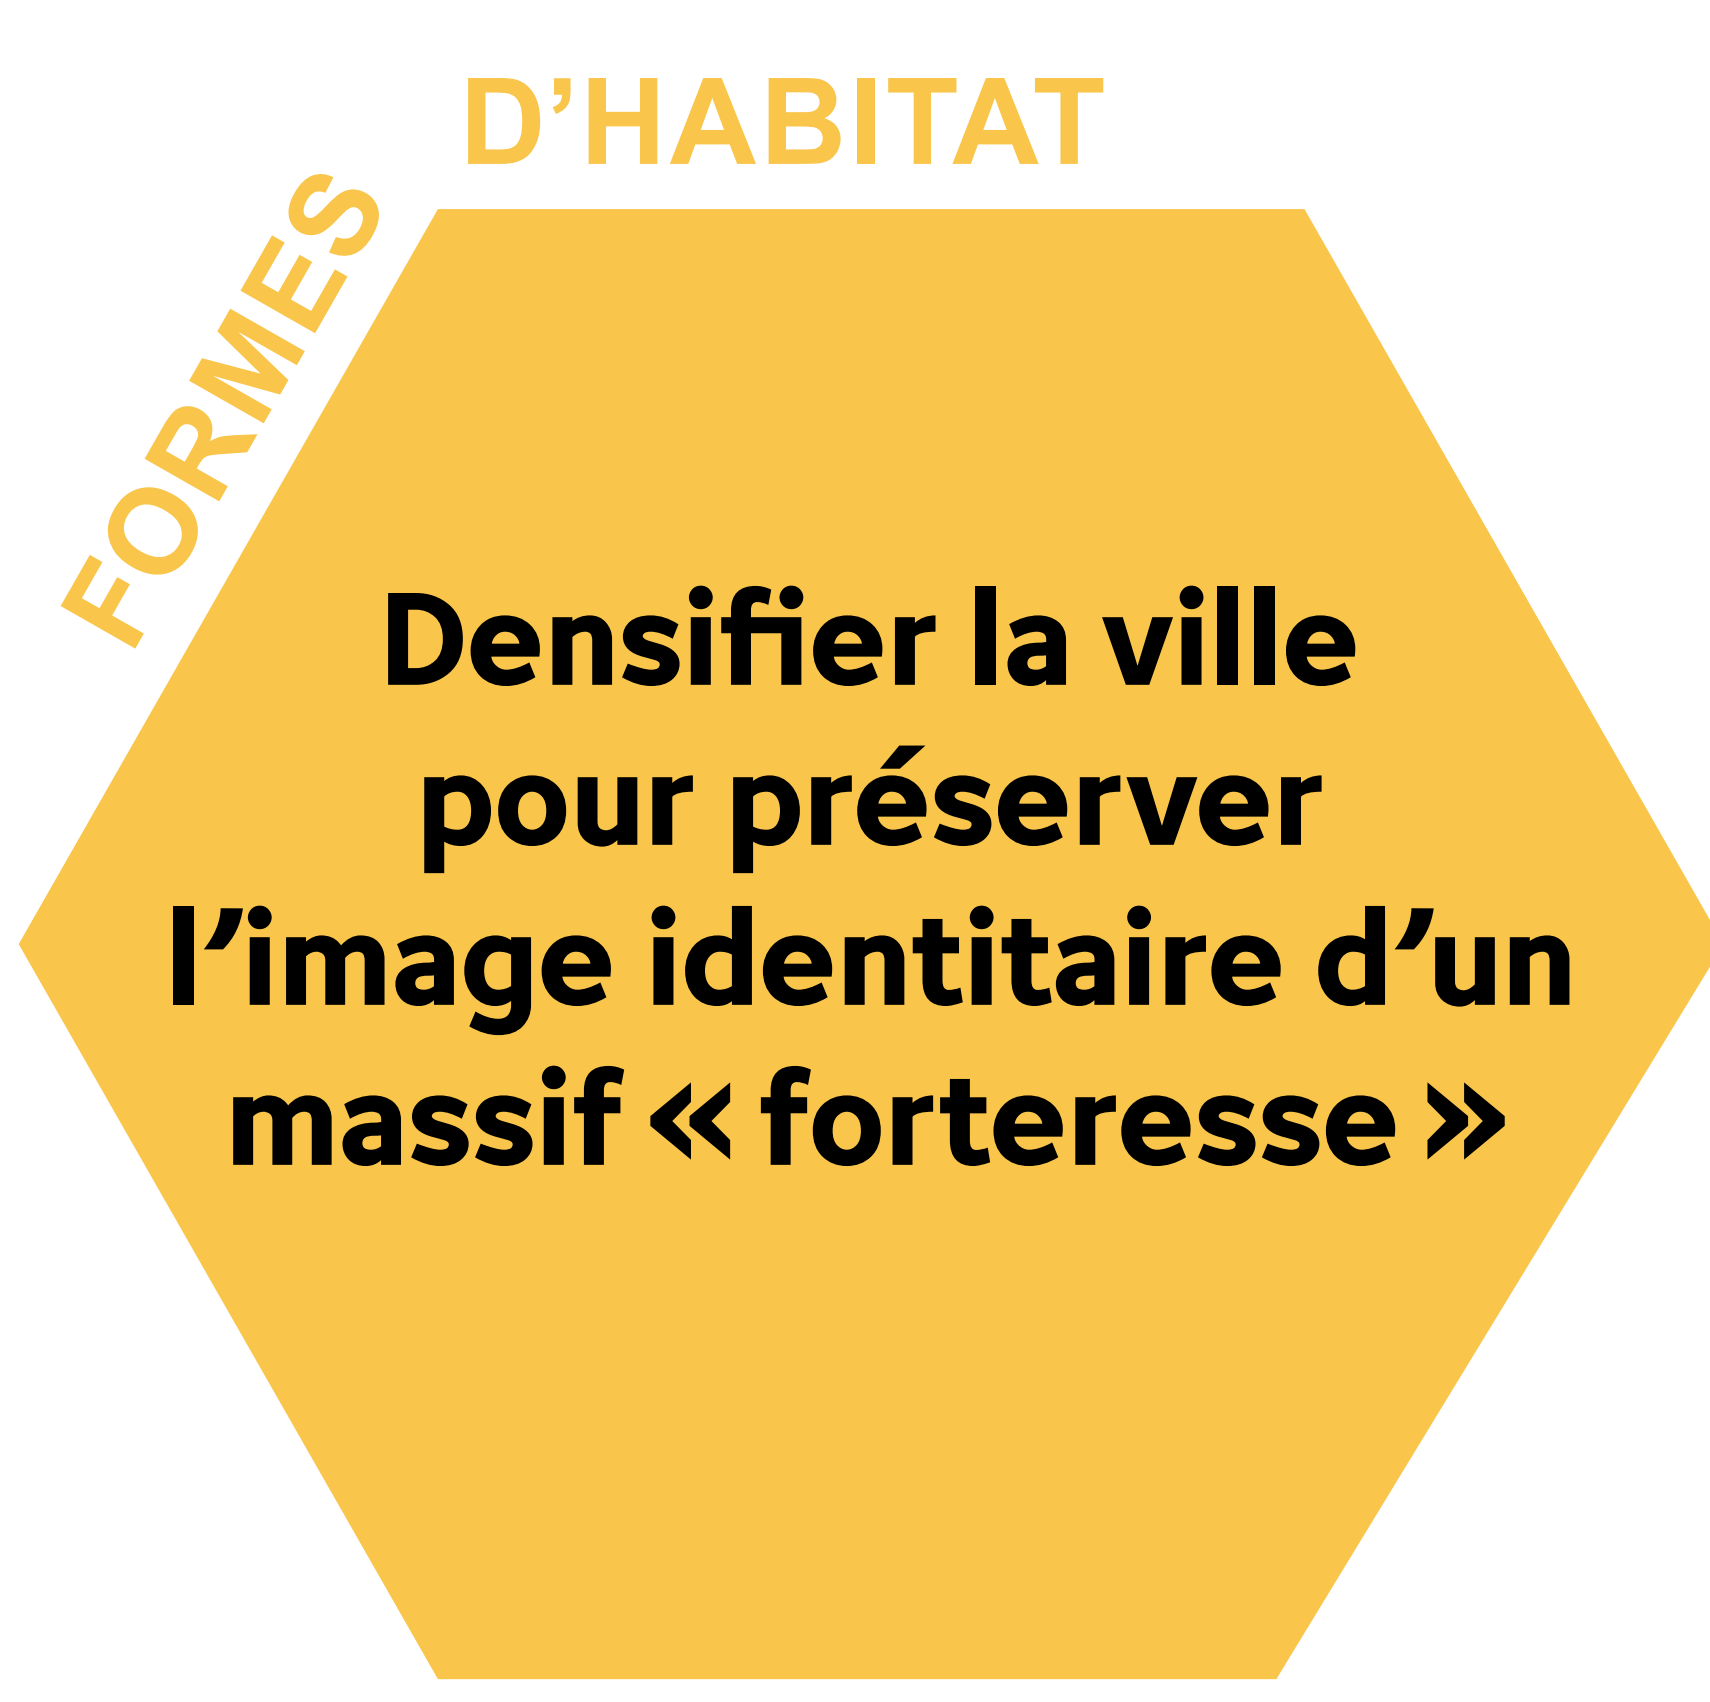 FORMES
D’HABITAT
Densifier la ville
pour préserver
l’image identitaire d’un
massif « forteresse »